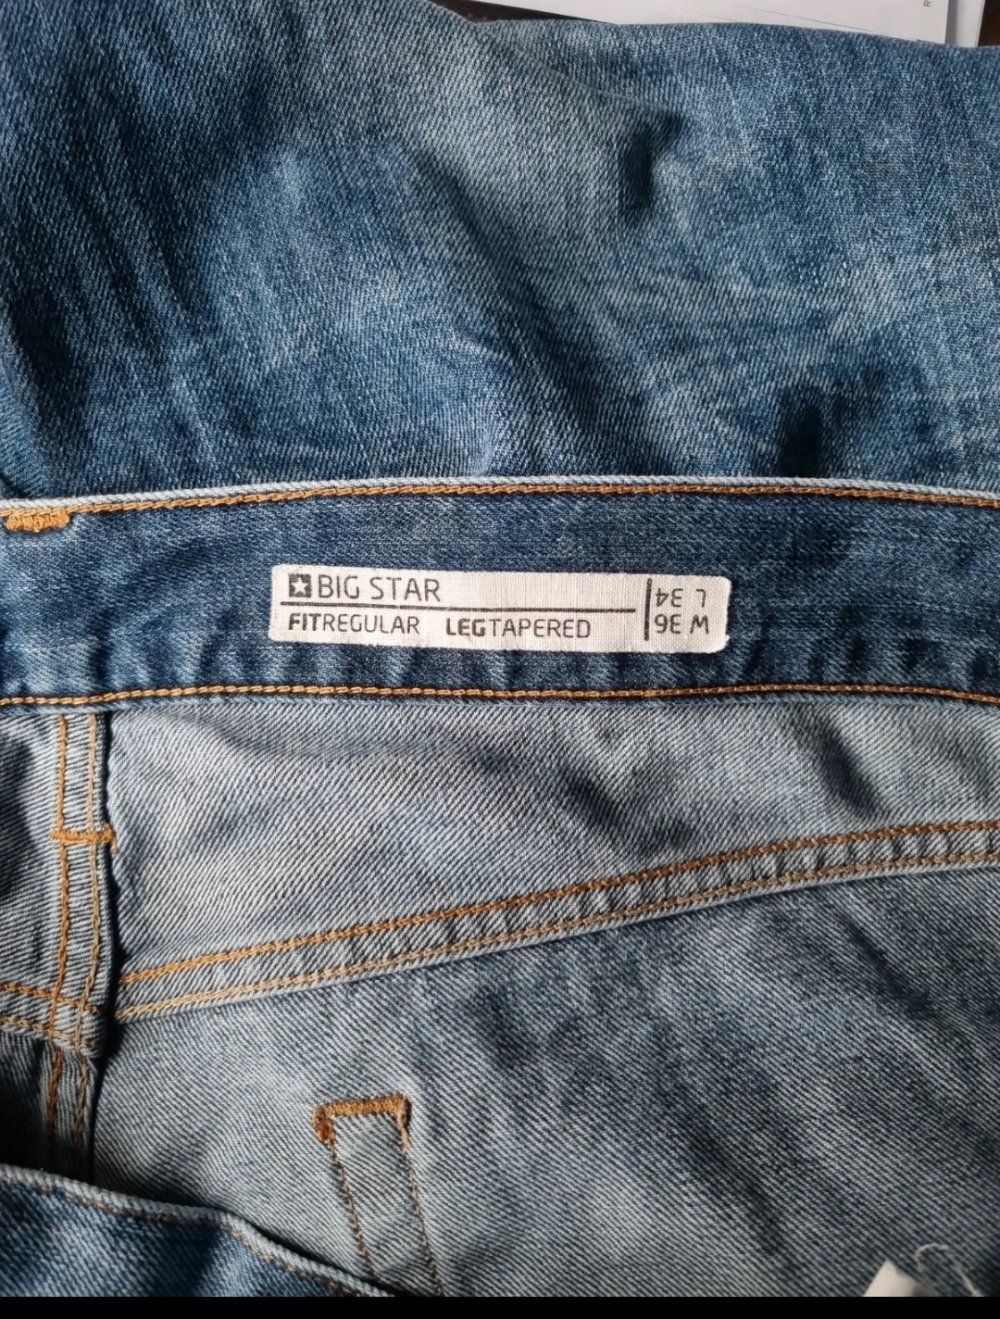 BIG STAR
FITREGULAR LEGTAPERED
W 36
L 34